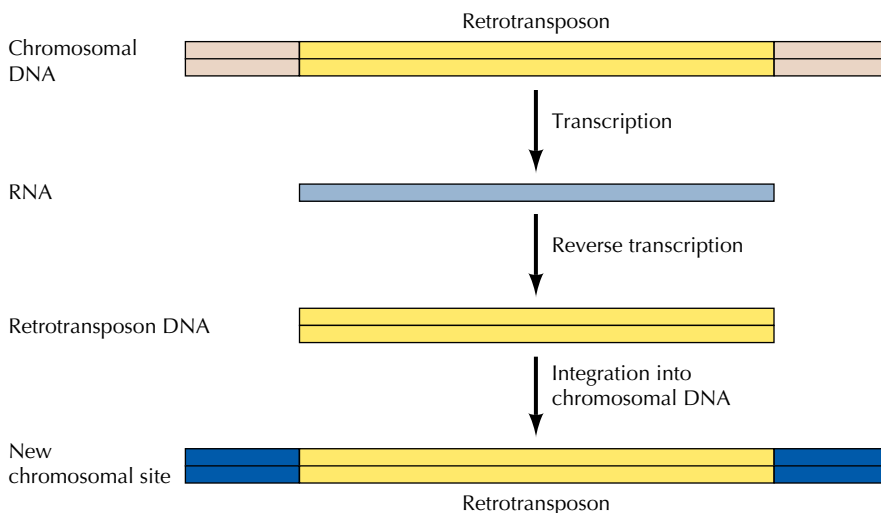 Retrotransposon
Chromosomal
DNA
Transcription
RNA
Reverse transcription
Retrotransposon DNA
Integration into
chromosomal DNA
New
chromosomal site
Retrotransposon